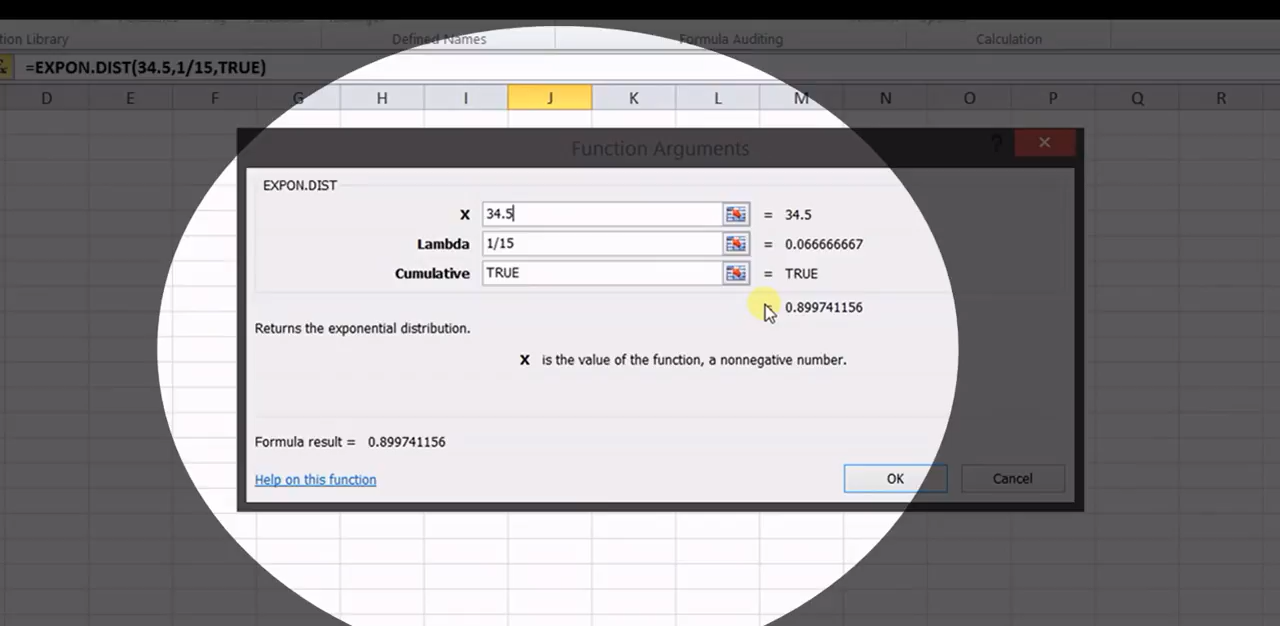 tion Library Defined Names Formula Auditing Calculation
fx =EXPON.DIST(34.5,1/15,TRUE)
D E F G H I J K L M N O P Q R
Function Arguments ?
EXPON.DIST
X 34.5 = 34.5
Lambda 1/15 = 0.066666667
Cumulative TRUE = TRUE
= 0.899741156
Returns the exponential distribution.
X is the value of the function, a nonnegative number.
Formula result = 0.899741156
Help on this function OK Cancel